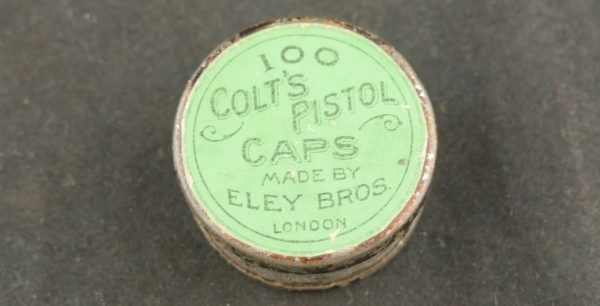 100
COLT'S
PISTOL
CAPS
MADE BY
ELEY BROS.
LONDON